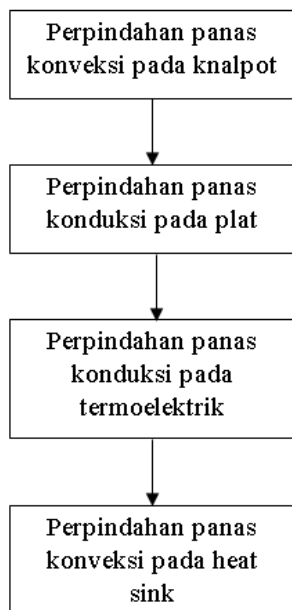 Perpindahan panas
konveksi pada knalpot
Perpindahan panas
konduksi pada plat
Perpindahan panas
konduksi pada
termoelektrik
Perpindahan panas
konveksi pada heat
sink